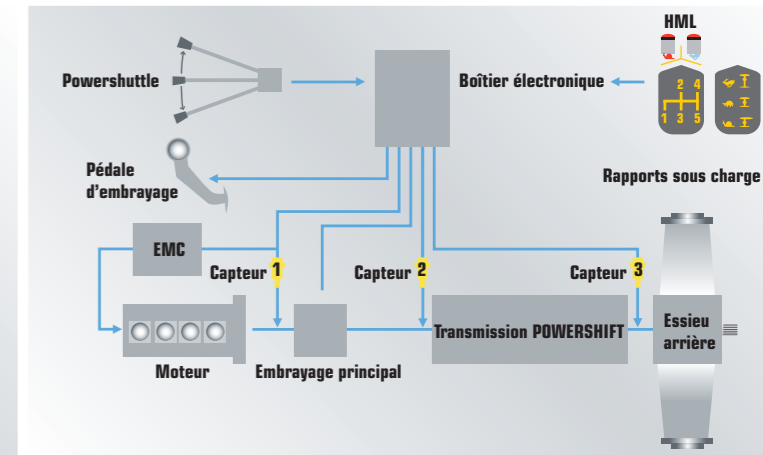 HML
Powershuttle
Boîtier électronique
2 4
1 3 5
Pédale
d'embrayage
Rapports sous charge
EMC
Capteur 1
Capteur 2
Capteur 3
Transmission POWERSHIFT
Essieu
arrière
Moteur
Embrayage principal